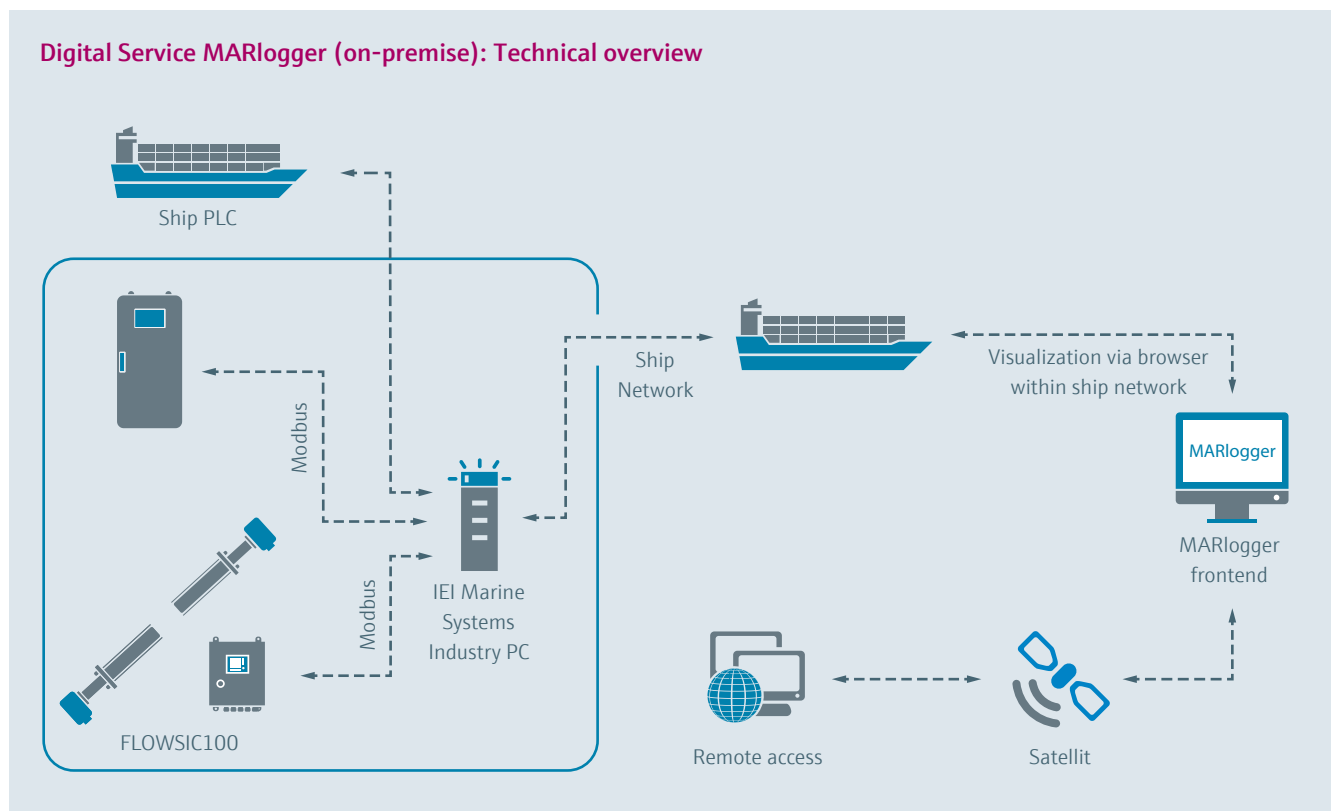 Digital Service MARlogger (on-premise): Technical overview
Ship PLC
Modbus
Ship
Network
Visualization via browser
within ship network
MARlogger
MARlogger
frontend
Modbus
IEI Marine
Systems
Industry PC
FLOWSIC100
Remote access
Satellit